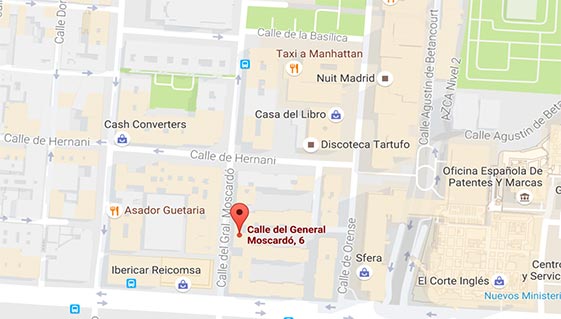 Calle Do
Calle de la Basílica
Taxi a Manhattan
Nuit Madrid
Calle Agustín de Betancourt
AZCA Nivel 2
Casa del Libro
Cash Converters
Calle Agustín de Betan
Calle de Hernani
Discoteca Tartufo
Calle de Hernani
Oficina Española
De Patentes Y Marcas
Calle del Gral. Moscardó
Asador Guetaria
Calle del General
Moscardó, 6
Calle de Orense
Sfera
Ibericar Reicomsa
El Corte Inglés
Centro
y Servic
Nuevos Ministeri